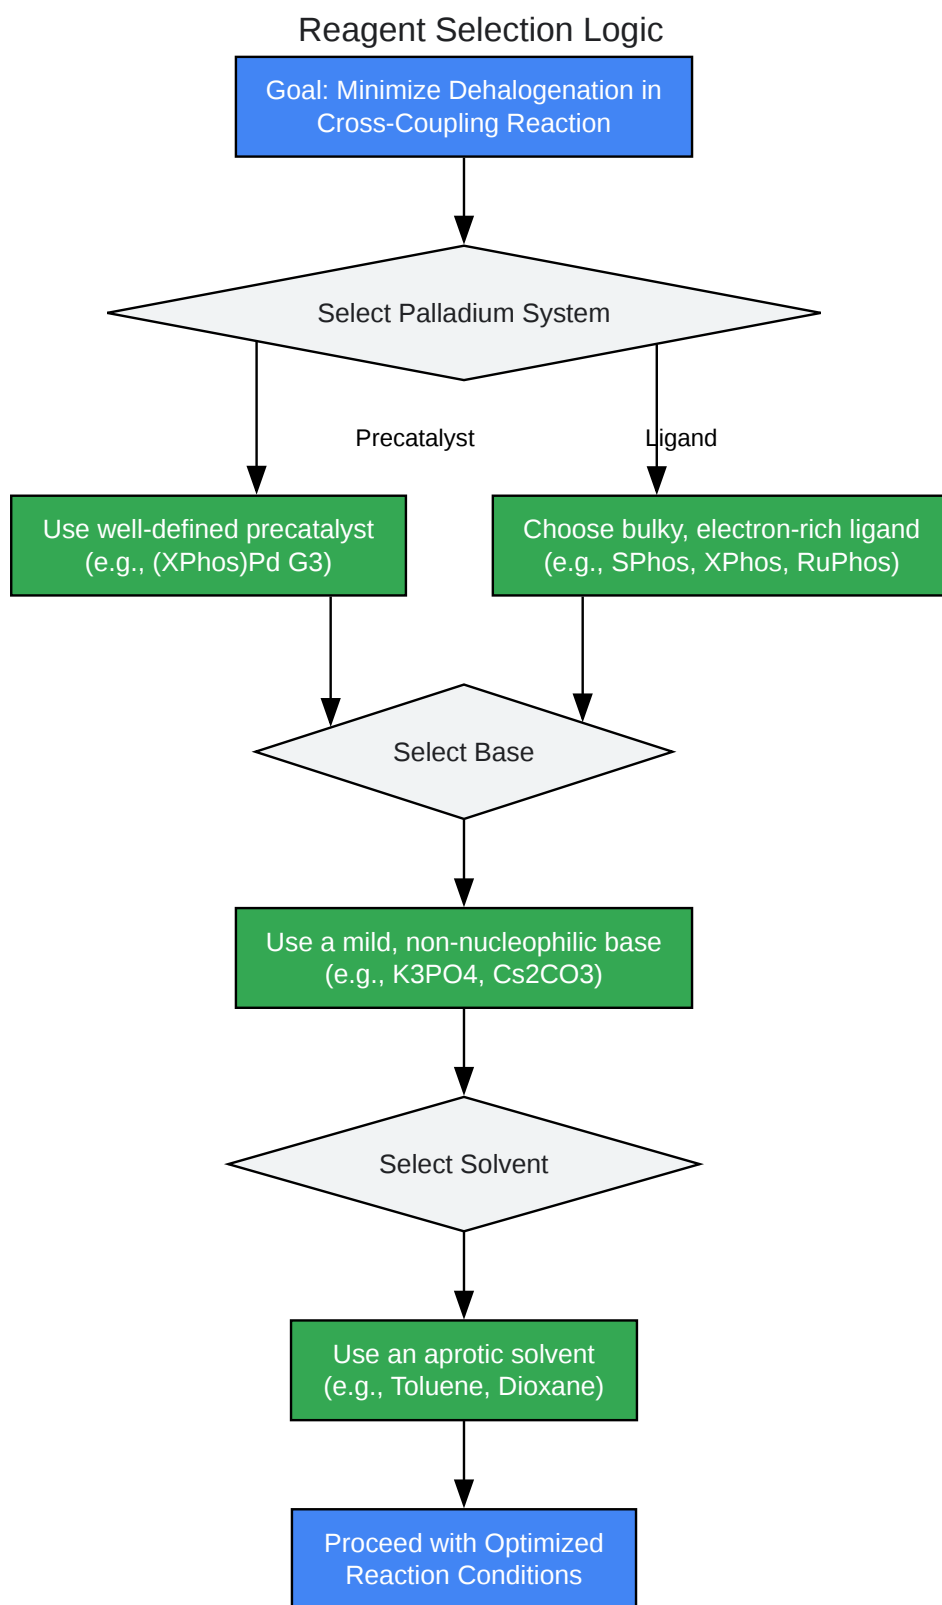 Reagent Selection Logic
Goal: Minimize Dehalogenation in
Cross-Coupling Reaction
Select Palladium System
Precatalyst
Ligand
Use well-defined precatalyst
(e.g., (XPhos)Pd G3)
Choose bulky, electron-rich ligand
(e.g., SPhos, XPhos, RuPhos)
Select Base
Use a mild, non-nucleophilic base
(e.g., K3PO4, Cs2CO3)
Select Solvent
Use an aprotic solvent
(e.g., Toluene, Dioxane)
Proceed with Optimized
Reaction Conditions